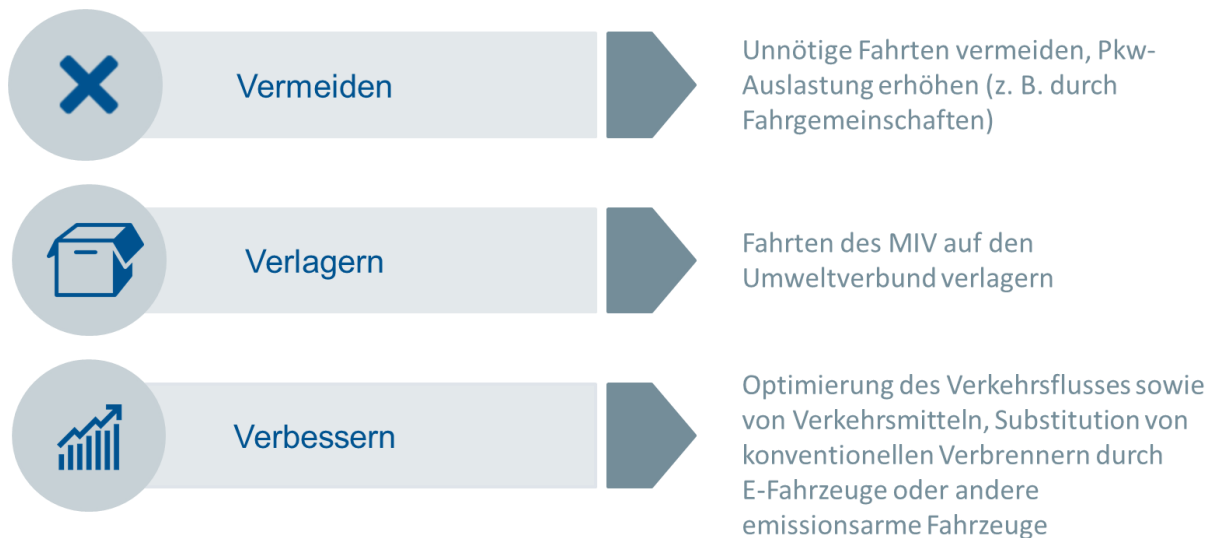 Vermeiden
Unnötige Fahrten vermeiden, Pkw-
Auslastung erhöhen (z. B. durch
Fahrgemeinschaften)
Verlagern
Fahrten des MIV auf den
Umweltverbund verlagern
Verbessern
Optimierung des Verkehrsflusses sowie
von Verkehrsmitteln, Substitution von
konventionellen Verbrennern durch
E-Fahrzeuge oder andere
emissionsarme Fahrzeuge